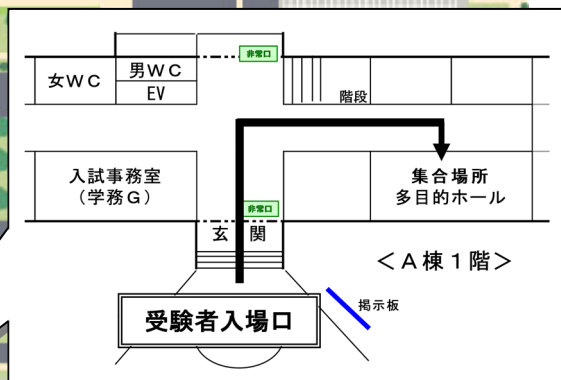 非常口
女WC
男WC
EV
階段
入試事務室
(学務G)
集合場所
多目的ホール
非常口
玄関
<A棟1階>
掲示板
受験者入場口